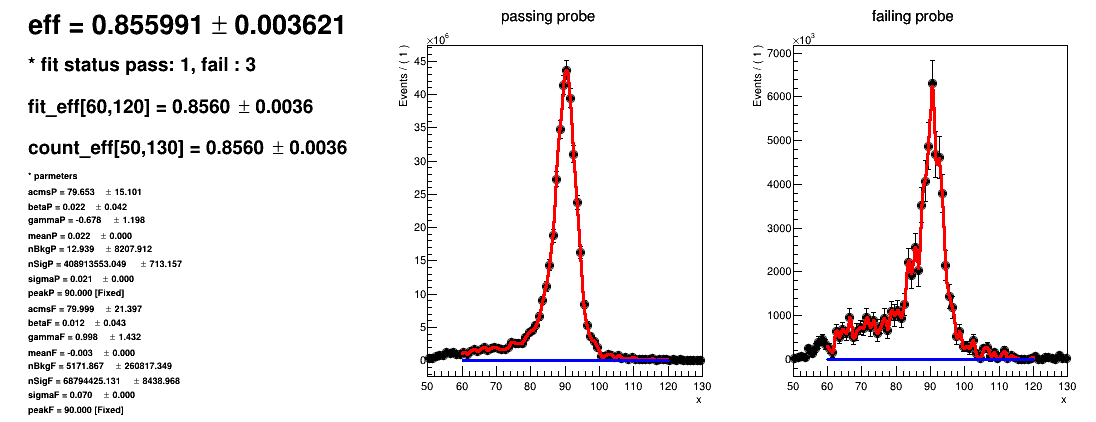 eff = 0.855991 ± 0.003621
* fit status pass: 1, fail : 3
fit_eff[60,120] = 0.8560 ± 0.0036
count_eff[50,130] = 0.8560 ± 0.0036
* parmeters
acmsP = 79.653 ± 15.101
betaP = 0.022 ± 0.042
gammaP = -0.678 ± 1.198
meanP = 0.022 ± 0.000
nBkgP = 12.939 ± 8207.912
nSigP = 408913553.049 ± 713.157
sigmaP = 0.021 ± 0.000
peakP = 90.000 [Fixed]
acmsF = 79.999 ± 21.397
betaF = 0.012 ± 0.043
gammaF = 0.998 ± 1.432
meanF = -0.003 ± 0.000
nBkgF = 5171.867 ± 260817.349
nSigF = 68794425.131 ± 8438.968
sigmaF = 0.070 ± 0.000
peakF = 90.000 [Fixed]
passing probe
×10⁶
Events / ( 1 )
45
40
35
30
25
20
15
10
5
0
50 60 70 80 90 100 110 120 130
x
failing probe
×10³
Events / ( 1 )
7000
6000
5000
4000
3000
2000
1000
0
50 60 70 80 90 100 110 120 130
x